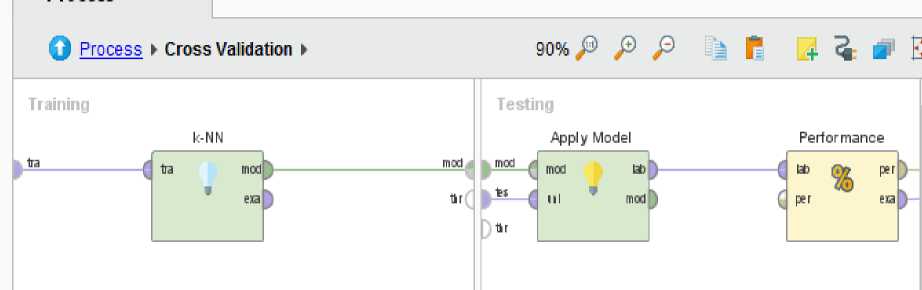 Process
Process Cross Validation
90%
Training
Testing
k-NN
Apply Model
Performance
tra
tra
mod
exa
mod
thr
mod
tes
thr
mod
unl
lab
mod
lab
per
per
exa